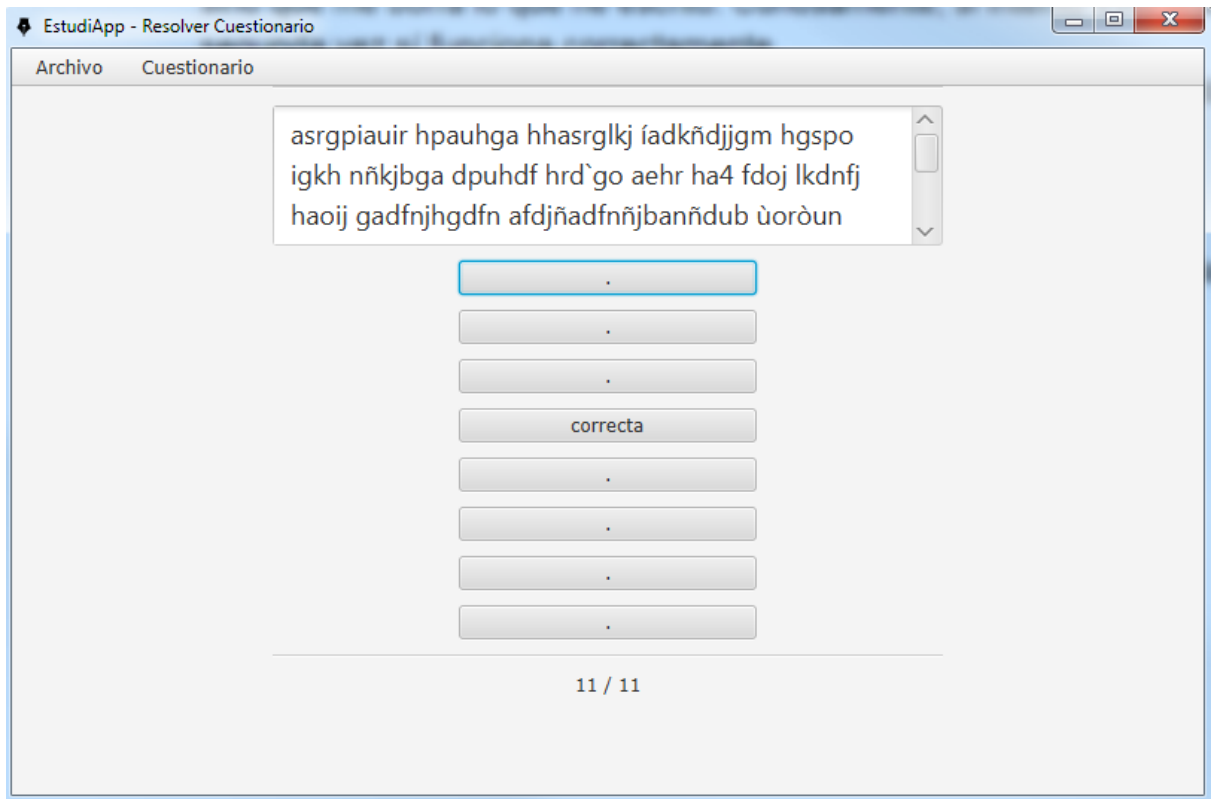 EstudiApp - Resolver Cuestionario
Archivo Cuestionario
asrgpiauir hpauhga hhasrglkj íadkñdjjgm hgspo
igkh nñkjbga dpuhdf hrd`go aehr ha4 fdoj lkdnfj
haoij gadfnjhgdfn afdjñadfnñjbanñdub ùoròun
.
.
.
correcta
.
.
.
.
11 / 11